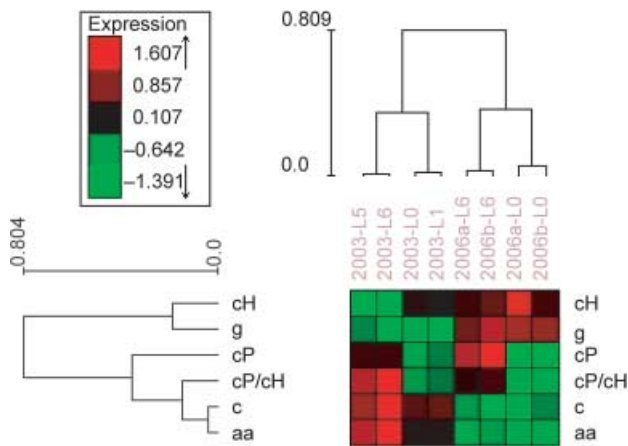 Expression
1.607
0.857
0.107
–0.642
–1.391
0.809
0.0
0.804
0.0
2003-L5
2003-L6
2003-L0
2003-L1
2006a-L6
2006b-L6
2006a-L0
2006b-L0
cH
g
cP
cP/cH
c
aa
cH
g
cP
cP/cH
c
aa